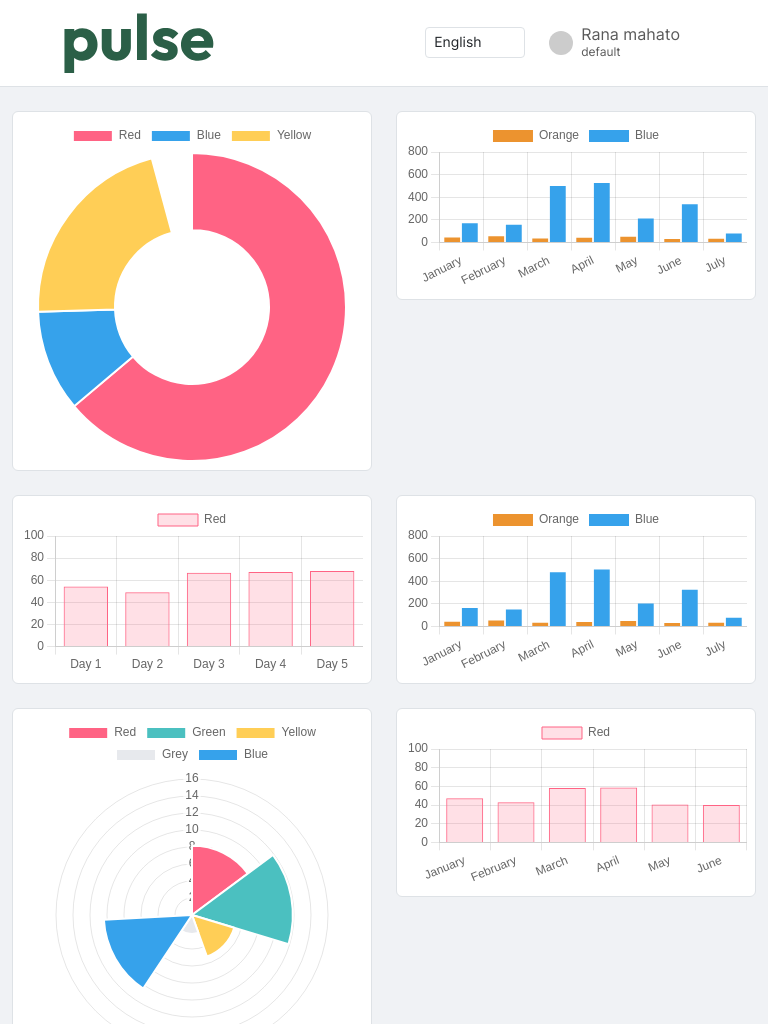 pulse
English
Rana mahato
default
Red Blue Yellow
Orange Blue
800
600
400
200
0
January February March April May June July
Red
100
80
60
40
20
0
Day 1 Day 2 Day 3 Day 4 Day 5
Orange Blue
800
600
400
200
0
January February March April May June July
Red Green Yellow
Grey Blue
16
14
12
10
Red
100
80
60
40
20
0
January February March April May June